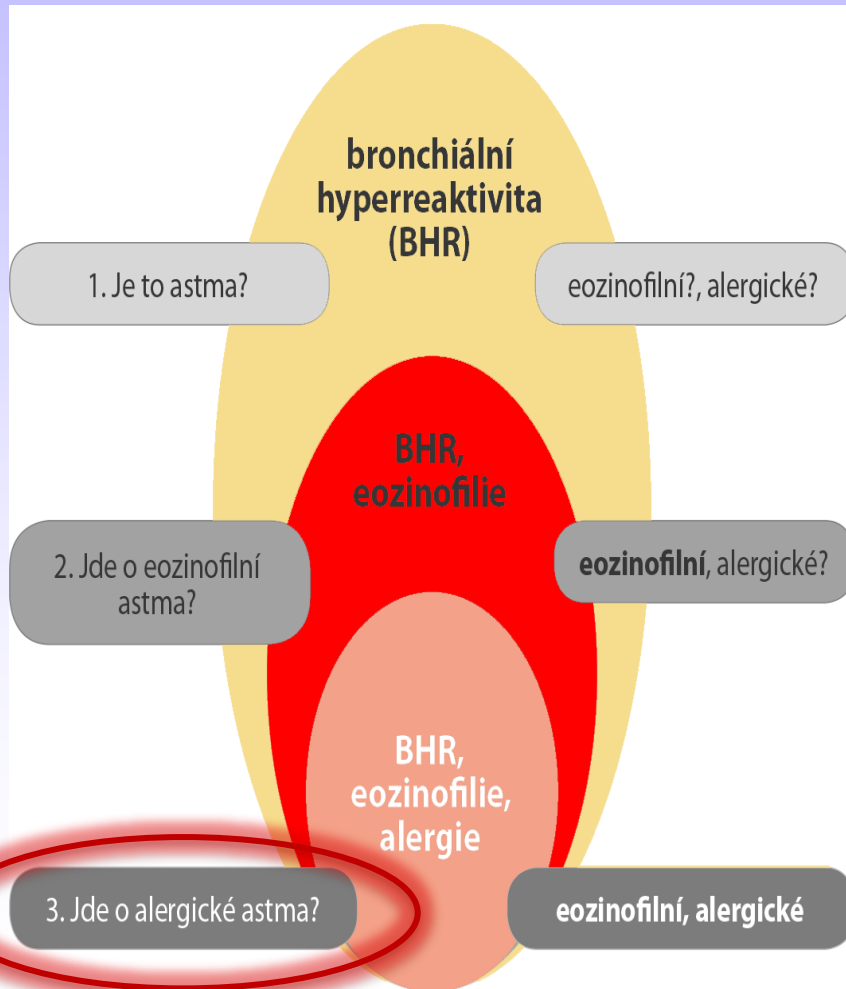 bronchiální
hyperreaktivita
(BHR)
1. Je to astma?
eozinofilní?, alergické?
BHR,
eozinofilie
2. Jde o eozinofilní
astma?
eozinofilní, alergické?
BHR,
eozinofilie,
alergie
3. Jde o alergické astma?
eozinofilní, alergické